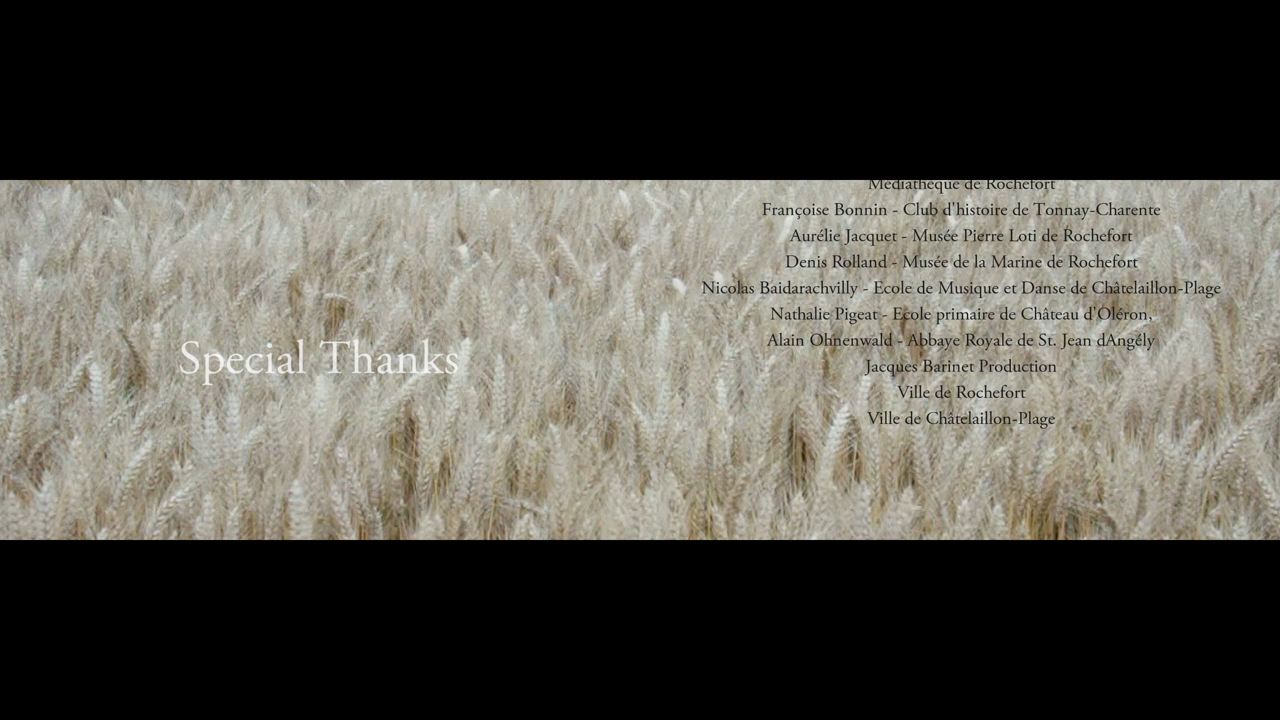 Special Thanks
Médiathèque de Rochefort
Françoise Bonnin - Club d'histoire de Tonnay-Charente
Aurélie Jacquet - Musée Pierre Loti de Rochefort
Denis Rolland - Musée de la Marine de Rochefort
Nicolas Baidarachvilly - Ecole de Musique et Danse de Châtelaillon-Plage
Nathalie Pigeat - Ecole primaire de Château d'Oléron,
Alain Ohnenwald - Abbaye Royale de St. Jean dAngély
Jacques Barinet Production
Ville de Rochefort
Ville de Châtelaillon-Plage